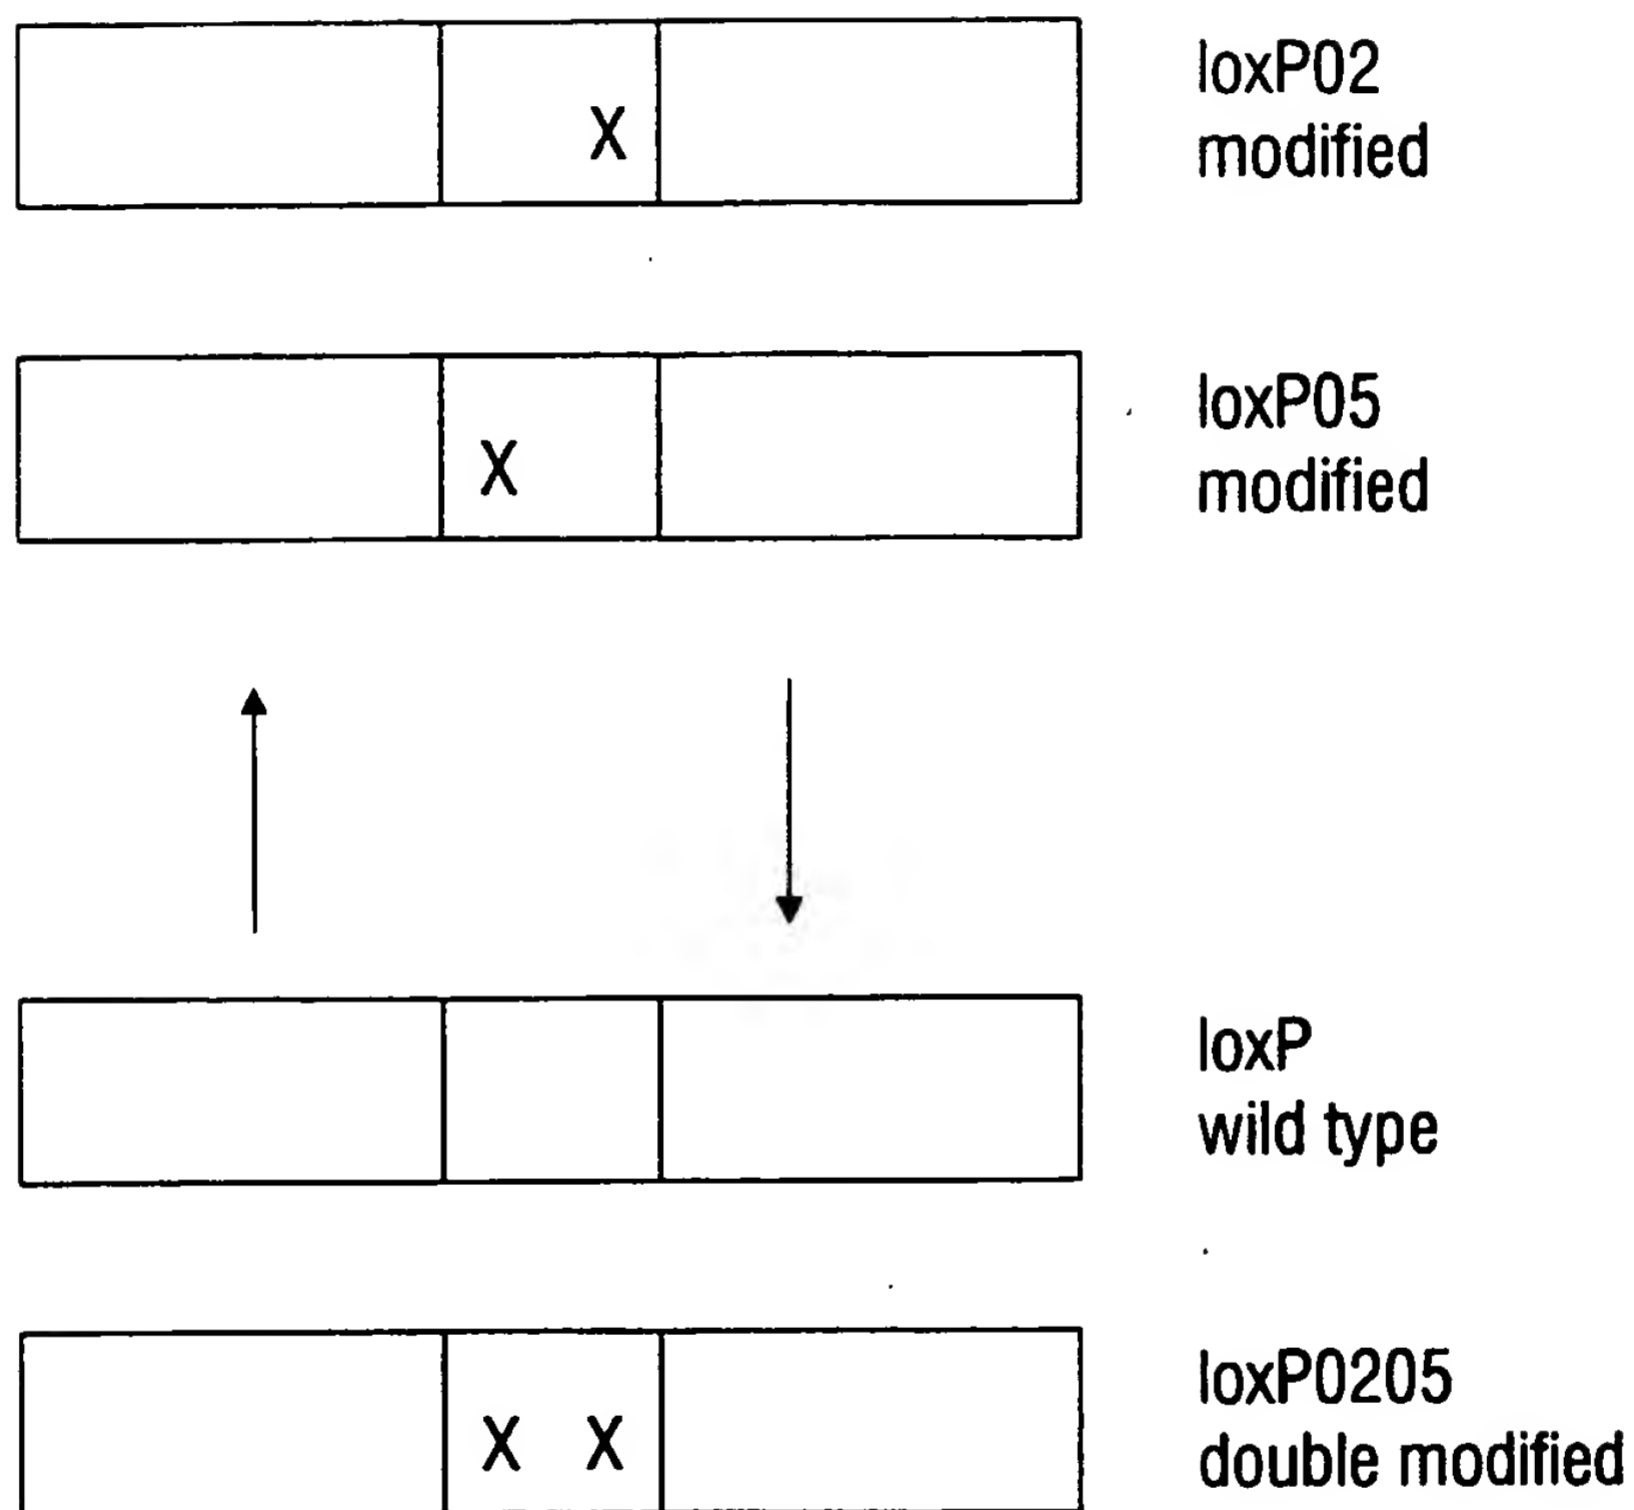 X
loxP02
modified
X
loxP05
modified
loxP
wild type
X X
loxP0205
double modified